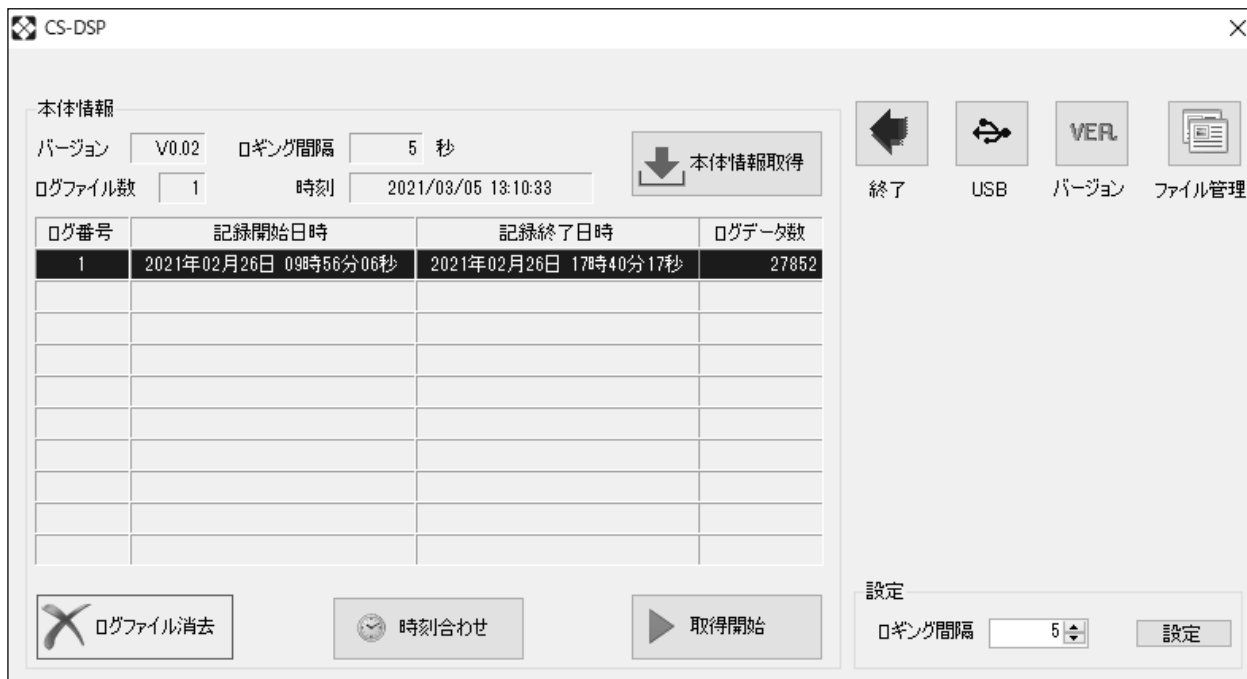 CS-DSP
本体情報
バージョン V0.02 ロギング間隔 5 秒
本体情報取得
ログファイル数 1 時刻 2021/03/05 13:10:33
VER.
終了 USB バージョン ファイル管理
ログ番号 記録開始日時 記録終了日時 ログデータ数
1 2021年02月26日 09時56分06秒 2021年02月26日 17時40分17秒 27852
ログファイル消去 時刻合わせ 取得開始
設定
ロギング間隔 5 設定